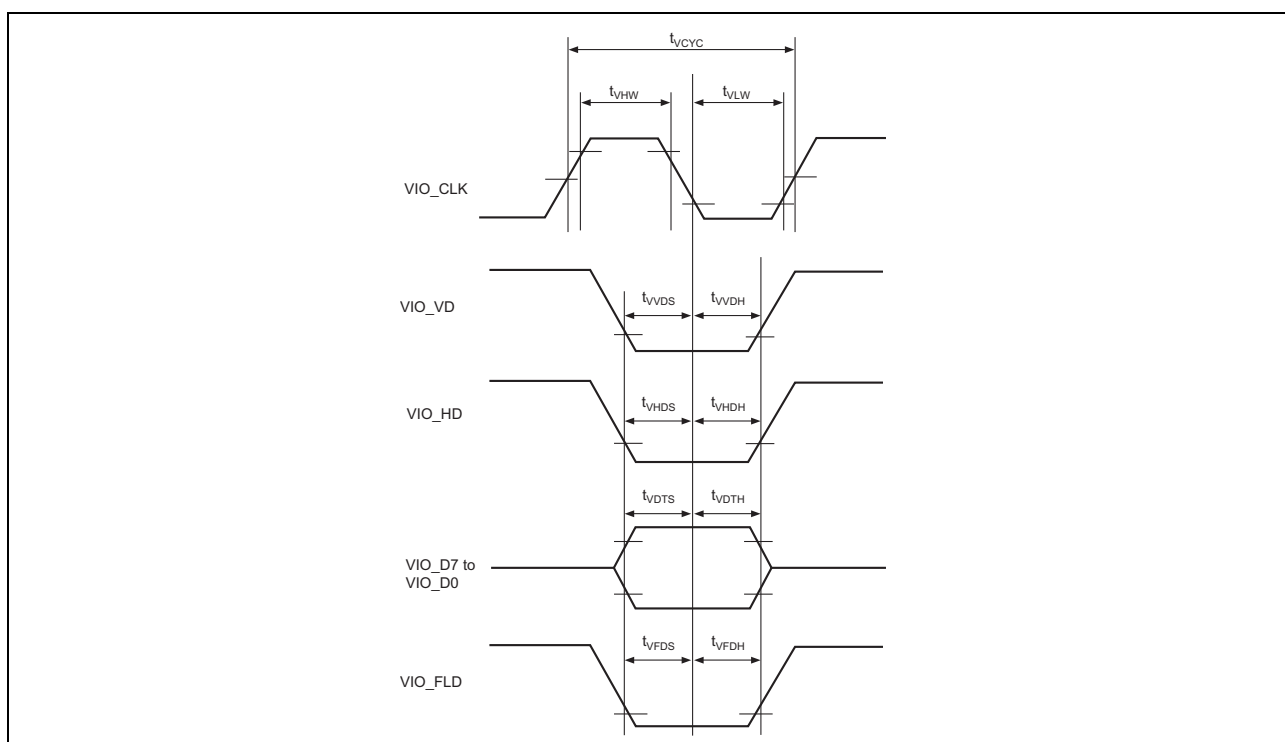 tVCYC
tVHW tVLW
VIO_CLK
tVVDS tVVDH
VIO_VD
tVHDS tVHDH
VIO_HD
tVDTS tVDTH
VIO_D7 to
VIO_D0
tVFDS tVFDH
VIO_FLD